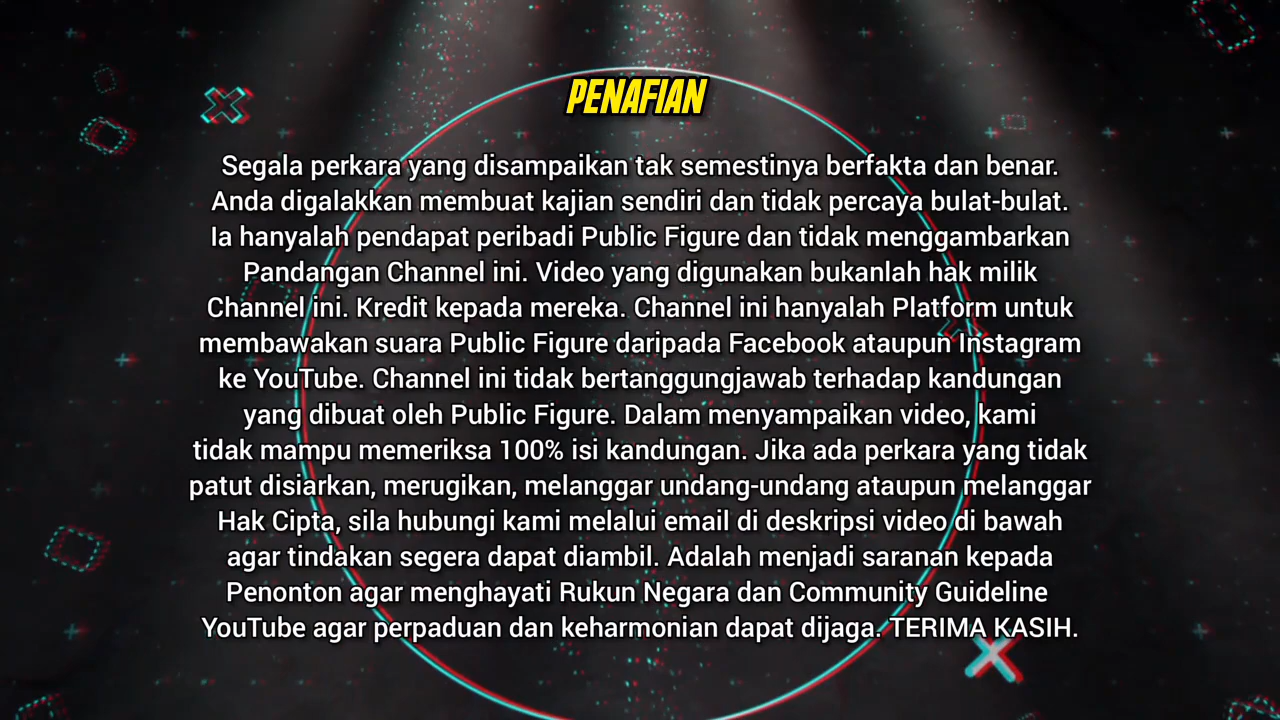 PENAFIAN
Segala perkara yang disampaikan tak semestinya berfakta dan benar.
Anda digalakkan membuat kajian sendiri dan tidak percaya bulat-bulat.
Ia hanyalah pendapat peribadi Public Figure dan tidak menggambarkan
Pandangan Channel ini. Video yang digunakan bukanlah hak milik
Channel ini. Kredit kepada mereka. Channel ini hanyalah Platform untuk
membawakan suara Public Figure daripada Facebook ataupun Instagram
ke YouTube. Channel ini tidak bertanggungjawab terhadap kandungan
yang dibuat oleh Public Figure. Dalam menyampaikan video, kami
tidak mampu memeriksa 100% isi kandungan. Jika ada perkara yang tidak
patut disiarkan, merugikan, melanggar undang-undang ataupun melanggar
Hak Cipta, sila hubungi kami melalui email di deskripsi video di bawah
agar tindakan segera dapat diambil. Adalah menjadi saranan kepada
Penonton agar menghayati Rukun Negara dan Community Guideline
YouTube agar perpaduan dan keharmonian dapat dijaga. TERIMA KASIH.